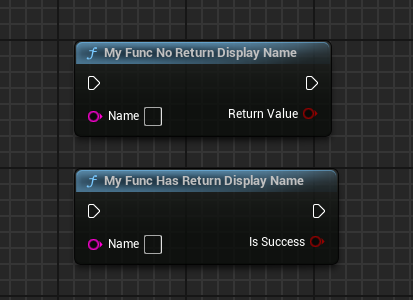 f My Func No Return Display Name
Name
Return Value
f My Func Has Return Display Name
Name
Is Success